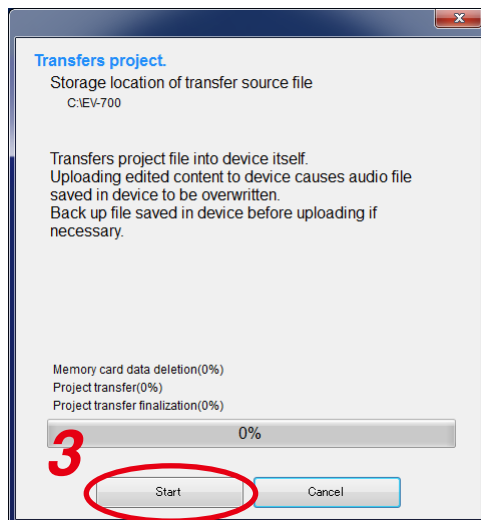 x
Transfers project.
Storage location of transfer source file
C:\EV-700
Transfers project file into device itself.
Uploading edited content to device causes audio file
saved in device to be overwritten.
Back up file saved in device before uploading if
necessary.
Memory card data deletion(0%)
Project transfer(0%)
Project transfer finalization(0%)
0%
3
Start Cancel